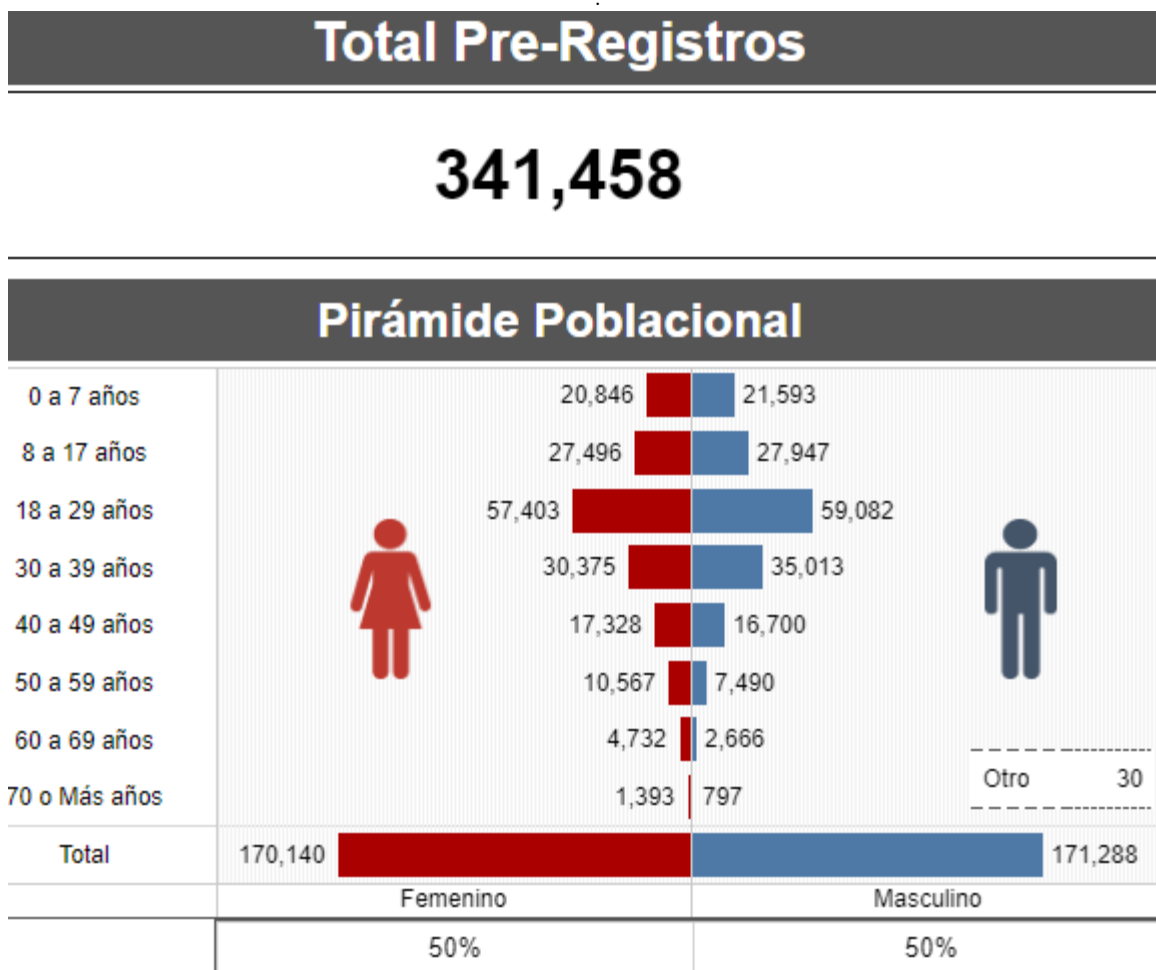 Total Pre-Registros
341,458
Pirámide Poblacional
0 a 7 años 20,846 21,593
8 a 17 años 27,496 27,947
18 a 29 años 57,403 59,082
30 a 39 años 30,375 35,013
40 a 49 años 17,328 16,700
50 a 59 años 10,567 7,490
60 a 69 años 4,732 2,666
Otro 30
70 o Más años 1,393 797
Total 170,140 171,288
Femenino Masculino
50% 50%